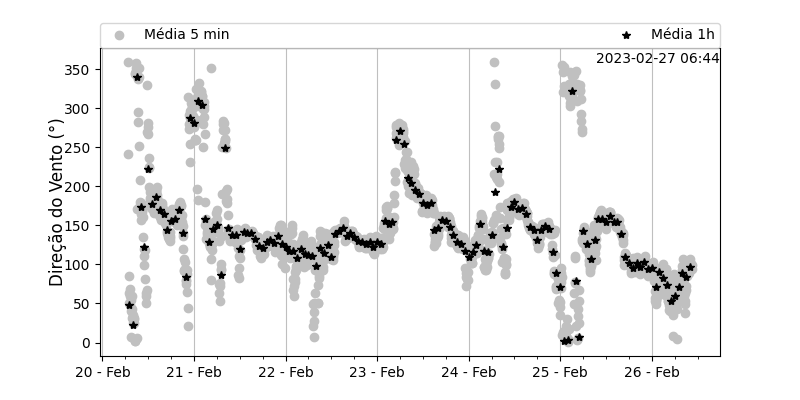 Média 5 min
Média 1h
2023-02-27 06:44
Direção do Vento (°)
350
300
250
200
150
100
50
0
20 - Feb
21 - Feb
22 - Feb
23 - Feb
24 - Feb
25 - Feb
26 - Feb